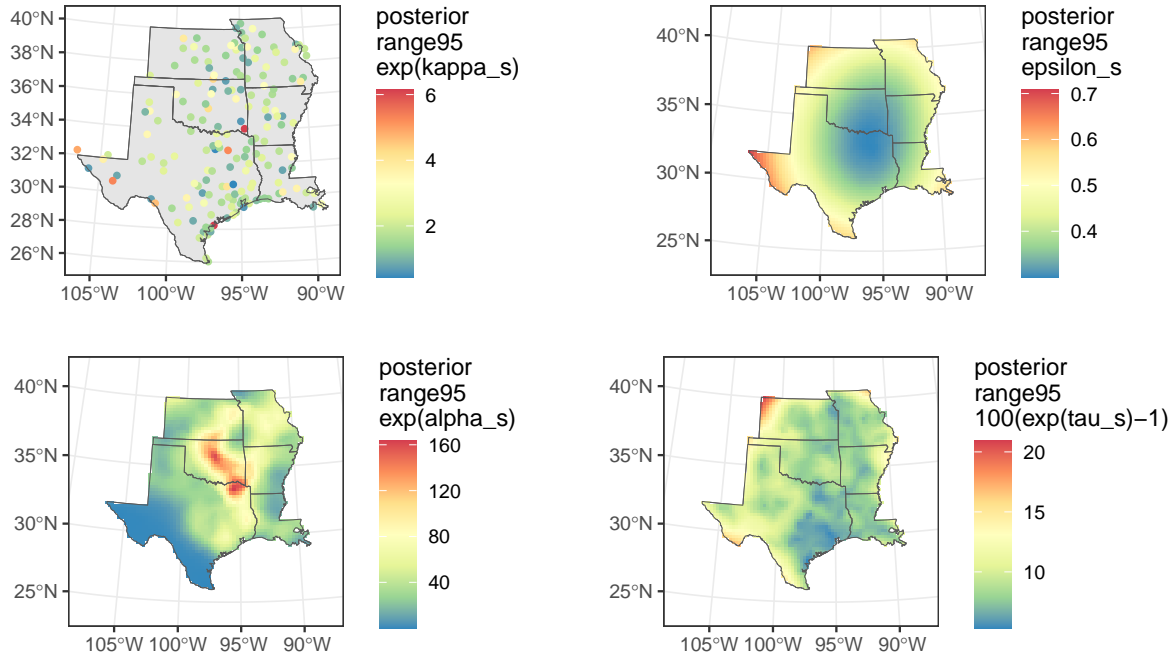 posterior
range95
exp(kappa_s)
40°N
38°N
36°N
34°N
32°N
30°N
28°N
26°N
105°W 100°W 95°W 90°W
6
4
2
posterior
range95
epsilon_s
40°N
35°N
30°N
25°N
105°W 100°W 95°W 90°W
0.7
0.6
0.5
0.4
posterior
range95
exp(alpha_s)
40°N
35°N
30°N
25°N
105°W 100°W 95°W 90°W
160
120
80
40
posterior
range95
100(exp(tau_s)−1)
40°N
35°N
30°N
25°N
105°W 100°W 95°W 90°W
20
15
10